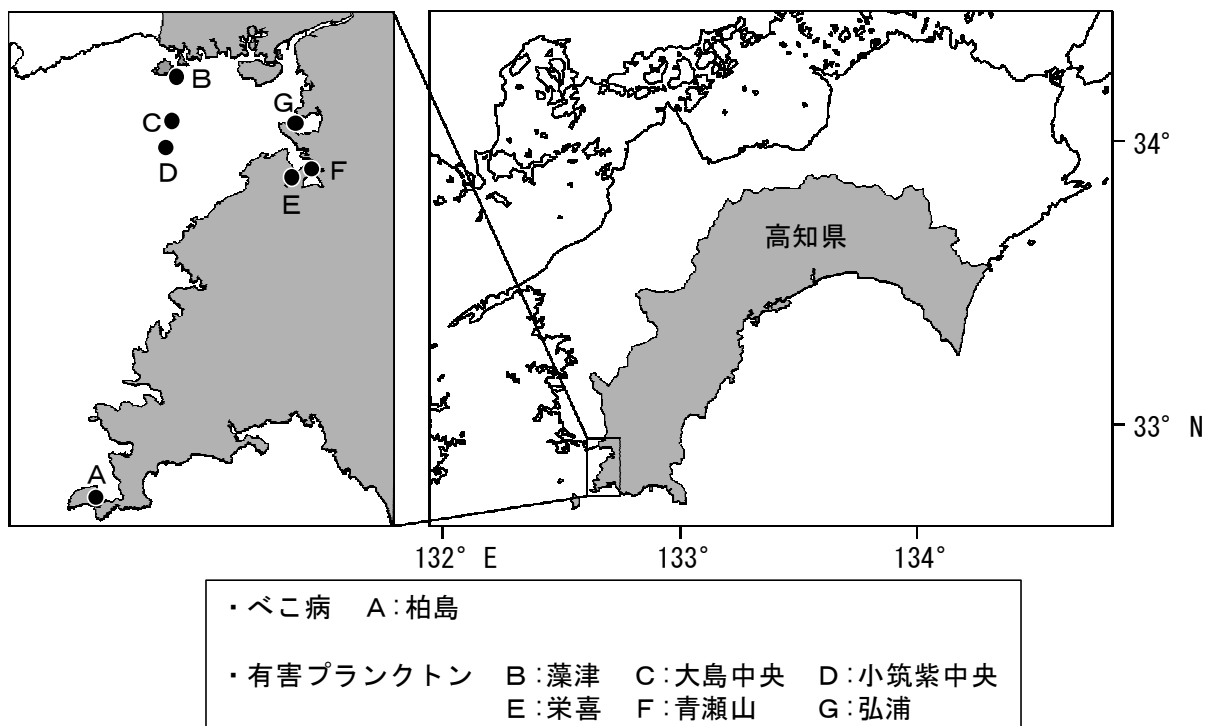 B
G
C
D
F
E
A
高知県
34°
33° N
132° E
133°
134°
・べこ病 A：柏島
・有害プランクトン B：藻津 C：大島中央 D：小筑紫中央
E：栄喜 F：青瀬山 G：弘浦